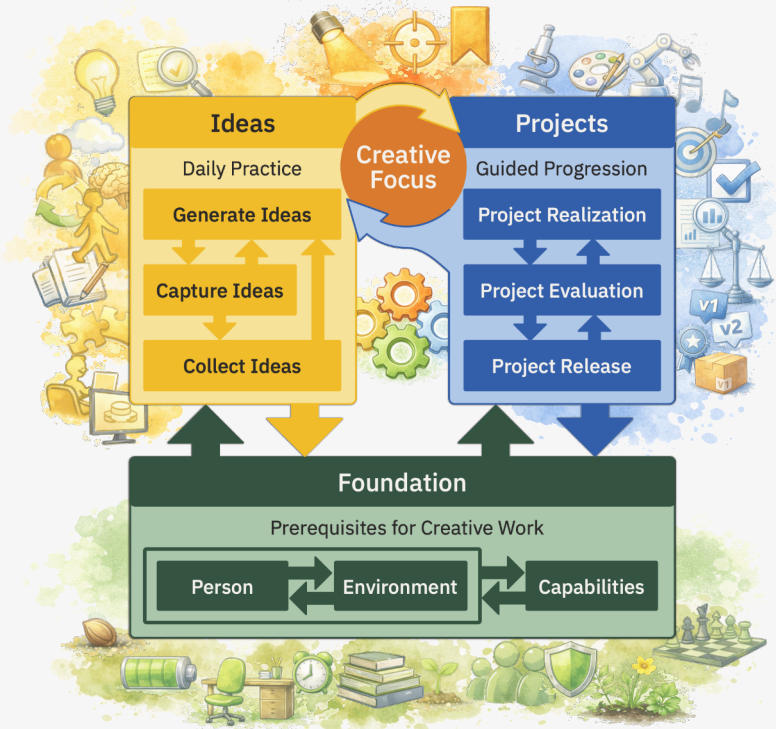 Ideas
Daily Practice
Generate Ideas
Capture Ideas
Collect Ideas
Creative
Focus
Projects
Guided Progression
Project Realization
Project Evaluation
Project Release
v1
v2
v1
Foundation
Prerequisites for Creative Work
Person
Environment
Capabilities